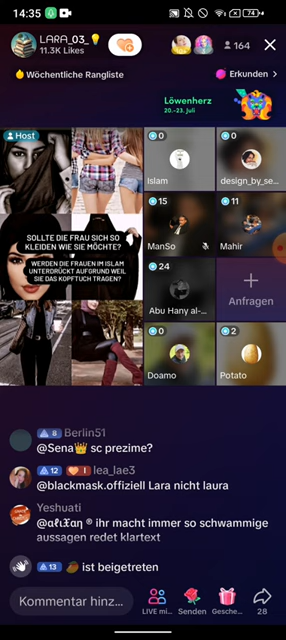 14:35
74
LARA_03_💡
11.3K Likes
164
Wöchentliche Rangliste
Erkunden >
Löwenherz
20.-23. Juli
Host
SOLLTE DIE FRAU SICH SO
KLEIDEN WIE SIE MÖCHTE?
WERDEN DIE FRAUEN IM ISLAM
UNTERDRÜCKT AUFGRUND WEIL
SIE DAS KOPFTUCH TRAGEN?
0
Islam
0
design_by_se...
15
ManSo
11
Mahir
24
Abu Hany al-...
+
Anfragen
0
Doamo
2
Potato
8 Berlin51
@Sena👑 sc prezime?
12 1 lea_lae3
@blackmask.offiziell Lara nicht laura
Yeshuati
@αℓιXαη ® ihr macht immer so schwammige
aussagen redet klartext
13 🥔 ist beigetreten
Kommentar hinz...
LIVE mi...
Senden
Gesche...
28